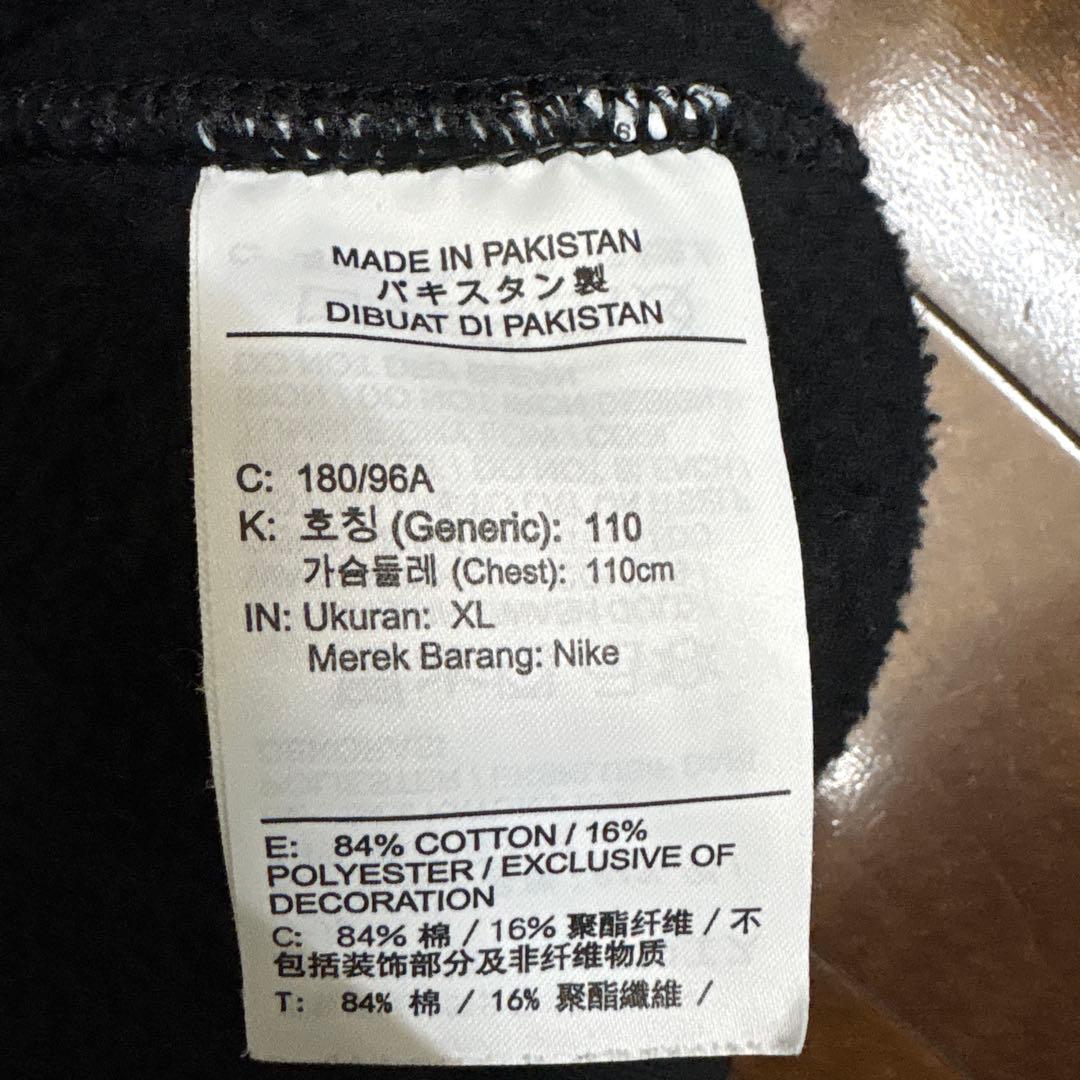 6
MADE IN PAKISTAN
パキスタン製
DIBUAT DI PAKISTAN
C: 180/96A
K: 호칭 (Generic): 110
가슴둘레 (Chest): 110cm
IN: Ukuran: XL
Merek Barang: Nike
E: 84% COTTON / 16%
POLYESTER / EXCLUSIVE OF
DECORATION
C: 84% 棉 / 16% 聚酯纤维 / 不
包括装饰部分及非纤维物质
T: 84% 棉 / 16% 聚酯纖維 /